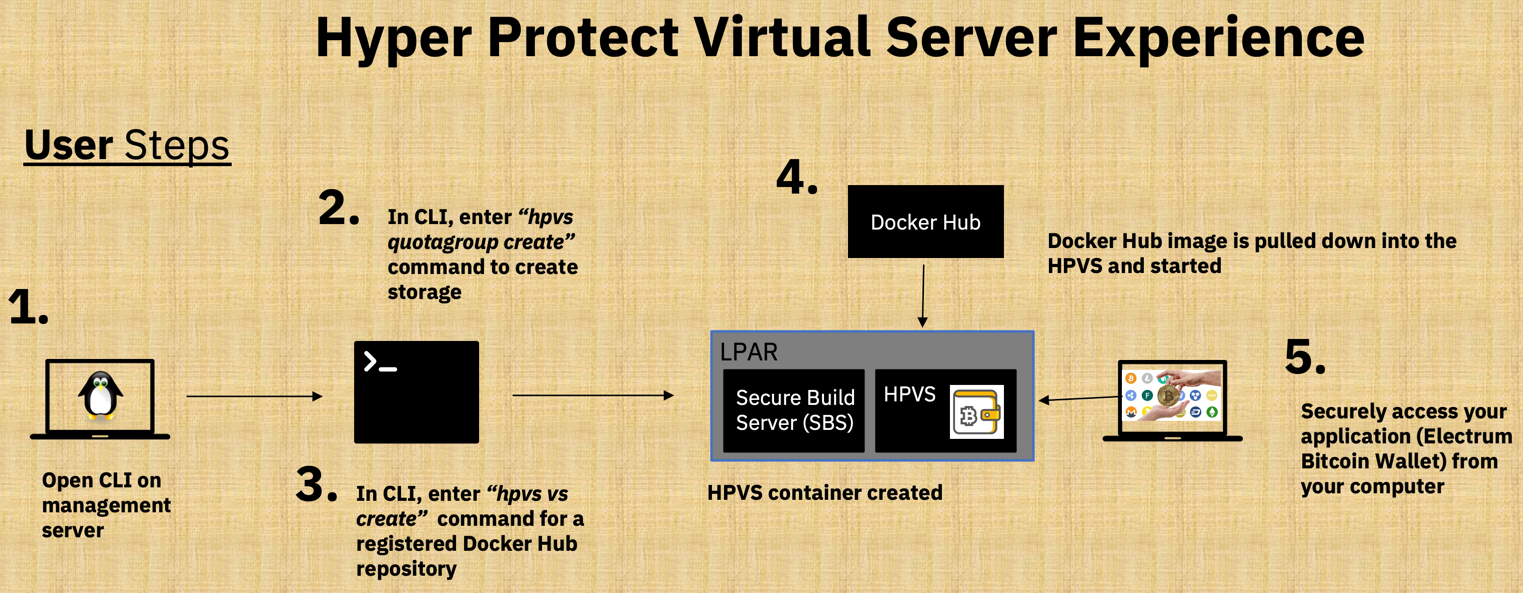 Hyper Protect Virtual Server Experience
User Steps
1.
Open CLI on
management
server
2.
In CLI, enter “hpvs
quotagroup create”
command to create
storage
3.
In CLI, enter “hpvs vs
create” command for a
registered Docker Hub
repository
4.
Docker Hub
Docker Hub image is pulled down into the
HPVS and started
LPAR
Secure Build
Server (SBS)
HPVS
HPVS container created
5.
Securely access your
application (Electrum
Bitcoin Wallet) from
your computer